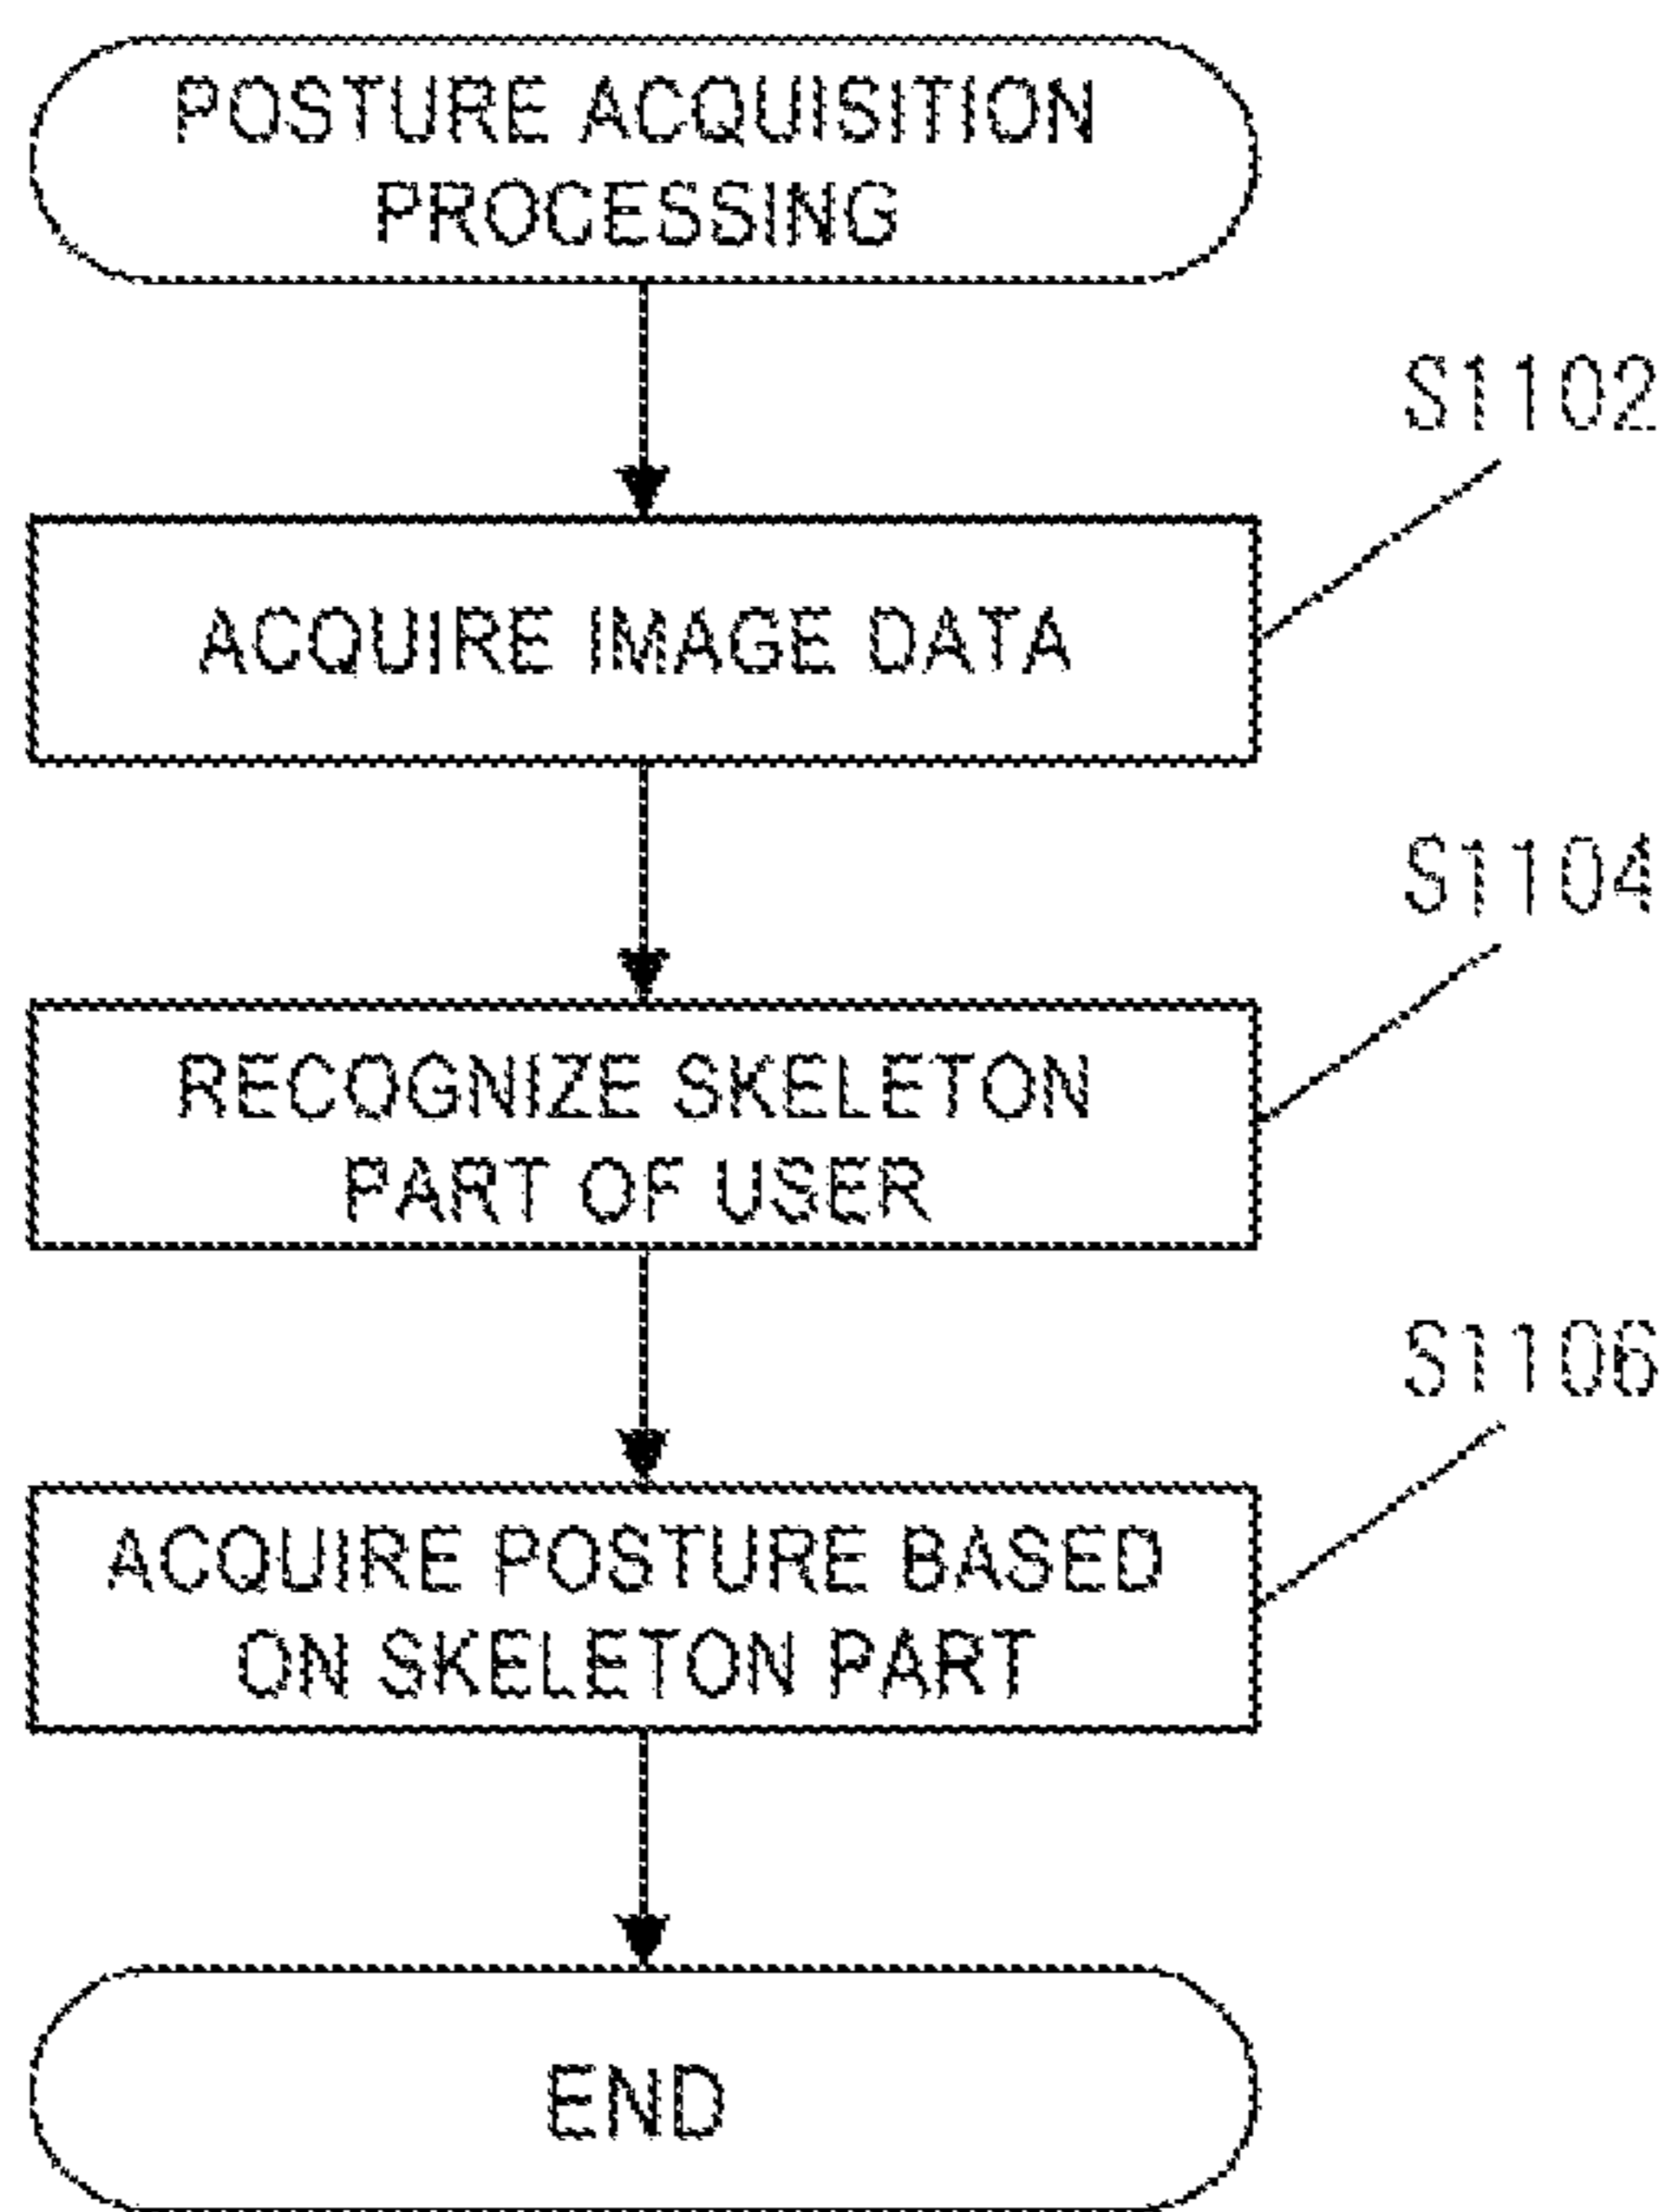 POSTURE ACQUISITION
PROCESSING
S1102
ACQUIRE IMAGE DATA
S1104
RECOGNIZE SKELETON
PART OF USER
S1106
ACQUIRE POSTURE BASED
ON SKELETON PART
END